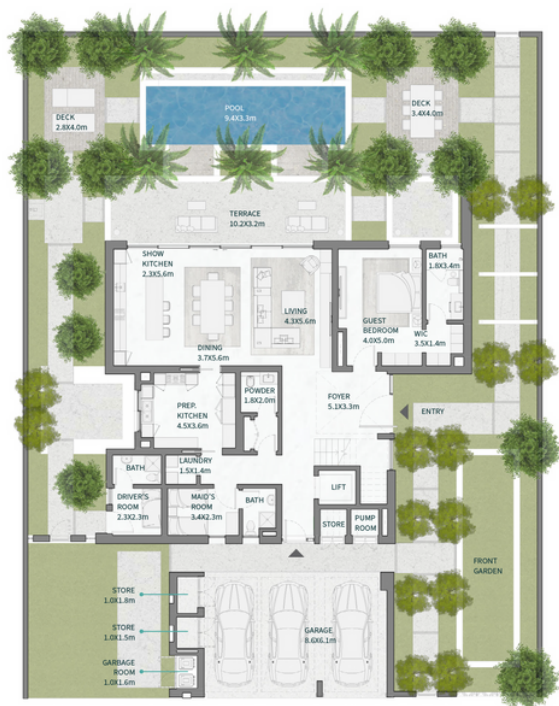 POOL
9.4X3.3m
DECK
2.8X4.0m
DECK
3.4X4.0m
TERRACE
10.2X3.2m
SHOW
KITCHEN
2.3X5.6m
BATH
1.8X3.4m
LIVING
4.3X5.6m
GUEST
BEDROOM
4.0X5.0m
WIC
3.5X1.4m
DINING
3.7X5.6m
POWDER
1.8X2.0m
FOYER
5.1X3.3m
PREP.
KITCHEN
4.5X3.6m
ENTRY
LAUNDRY
1.5X1.4m
BATH
DRIVER'S
ROOM
2.3X2.3m
MAID'S
ROOM
3.4X2.3m
BATH
LIFT
STORE
PUMP
ROOM
FRONT
GARDEN
STORE
1.0X1.8m
STORE
1.0X1.5m
GARAGE
8.6X6.1m
GARBAGE
ROOM
1.0X1.6m